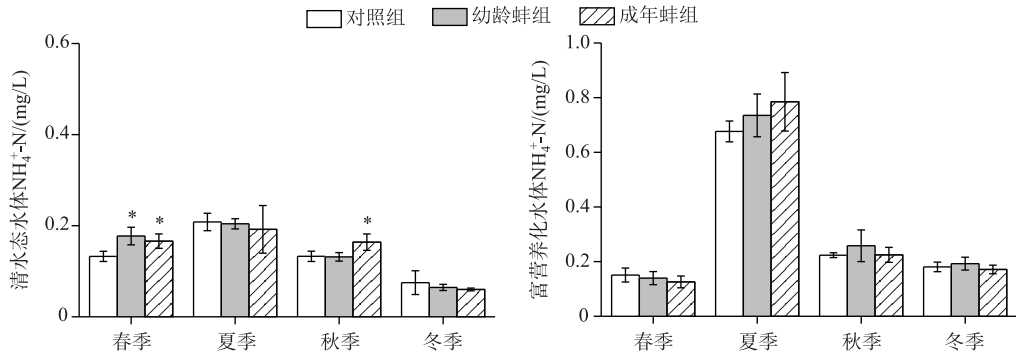 对照组 幼龄蚌组 成年蚌组
清水态水体NH₄⁺-N/(mg/L)
0.6
0.4
0.2
0
* *
*
春季 夏季 秋季 冬季
富营养化水体NH₄⁺-N/(mg/L)
1.0
0.8
0.6
0.4
0.2
0
春季 夏季 秋季 冬季